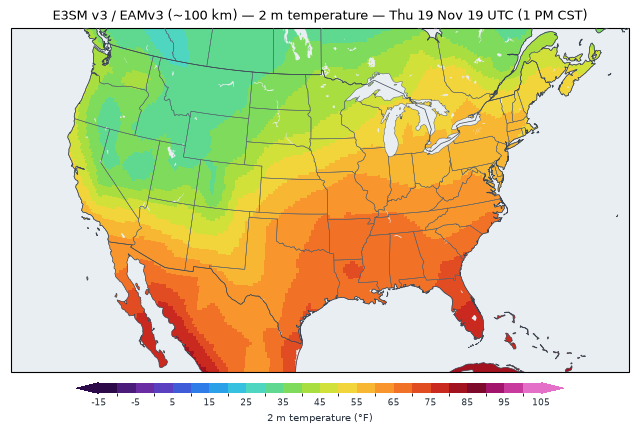 E3SM v3 / EAMv3 (~100 km) — 2 m temperature — Thu 19 Nov 19 UTC (1 PM CST)
-15 -5 5 15 25 35 45 55 65 75 85 95 105
2 m temperature (°F)